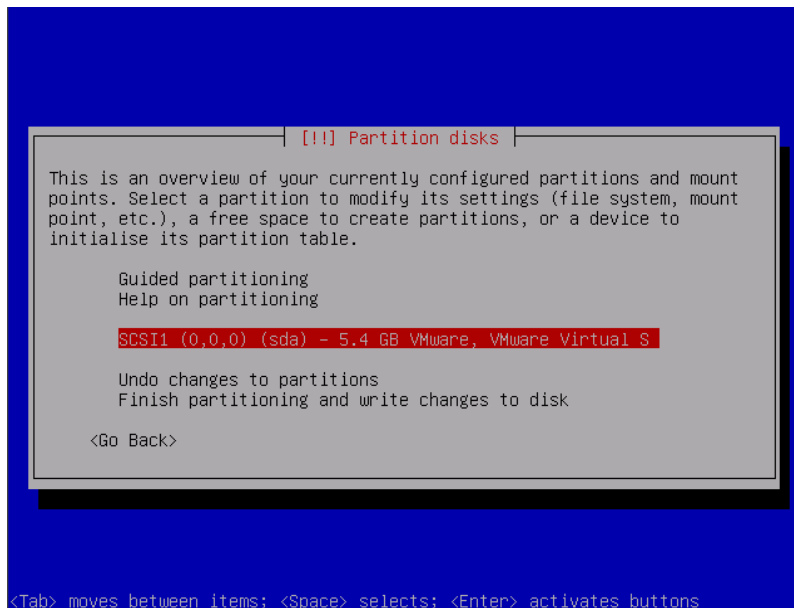 [!!] Partition disks
This is an overview of your currently configured partitions and mount
points. Select a partition to modify its settings (file system, mount
point, etc.), a free space to create partitions, or a device to
initialise its partition table.
Guided partitioning
Help on partitioning
SCSI1 (0,0,0) (sda) - 5.4 GB VMware, VMware Virtual S
Undo changes to partitions
Finish partitioning and write changes to disk
<Go Back>
<Tab> moves between items; <Space> selects; <Enter> activates buttons